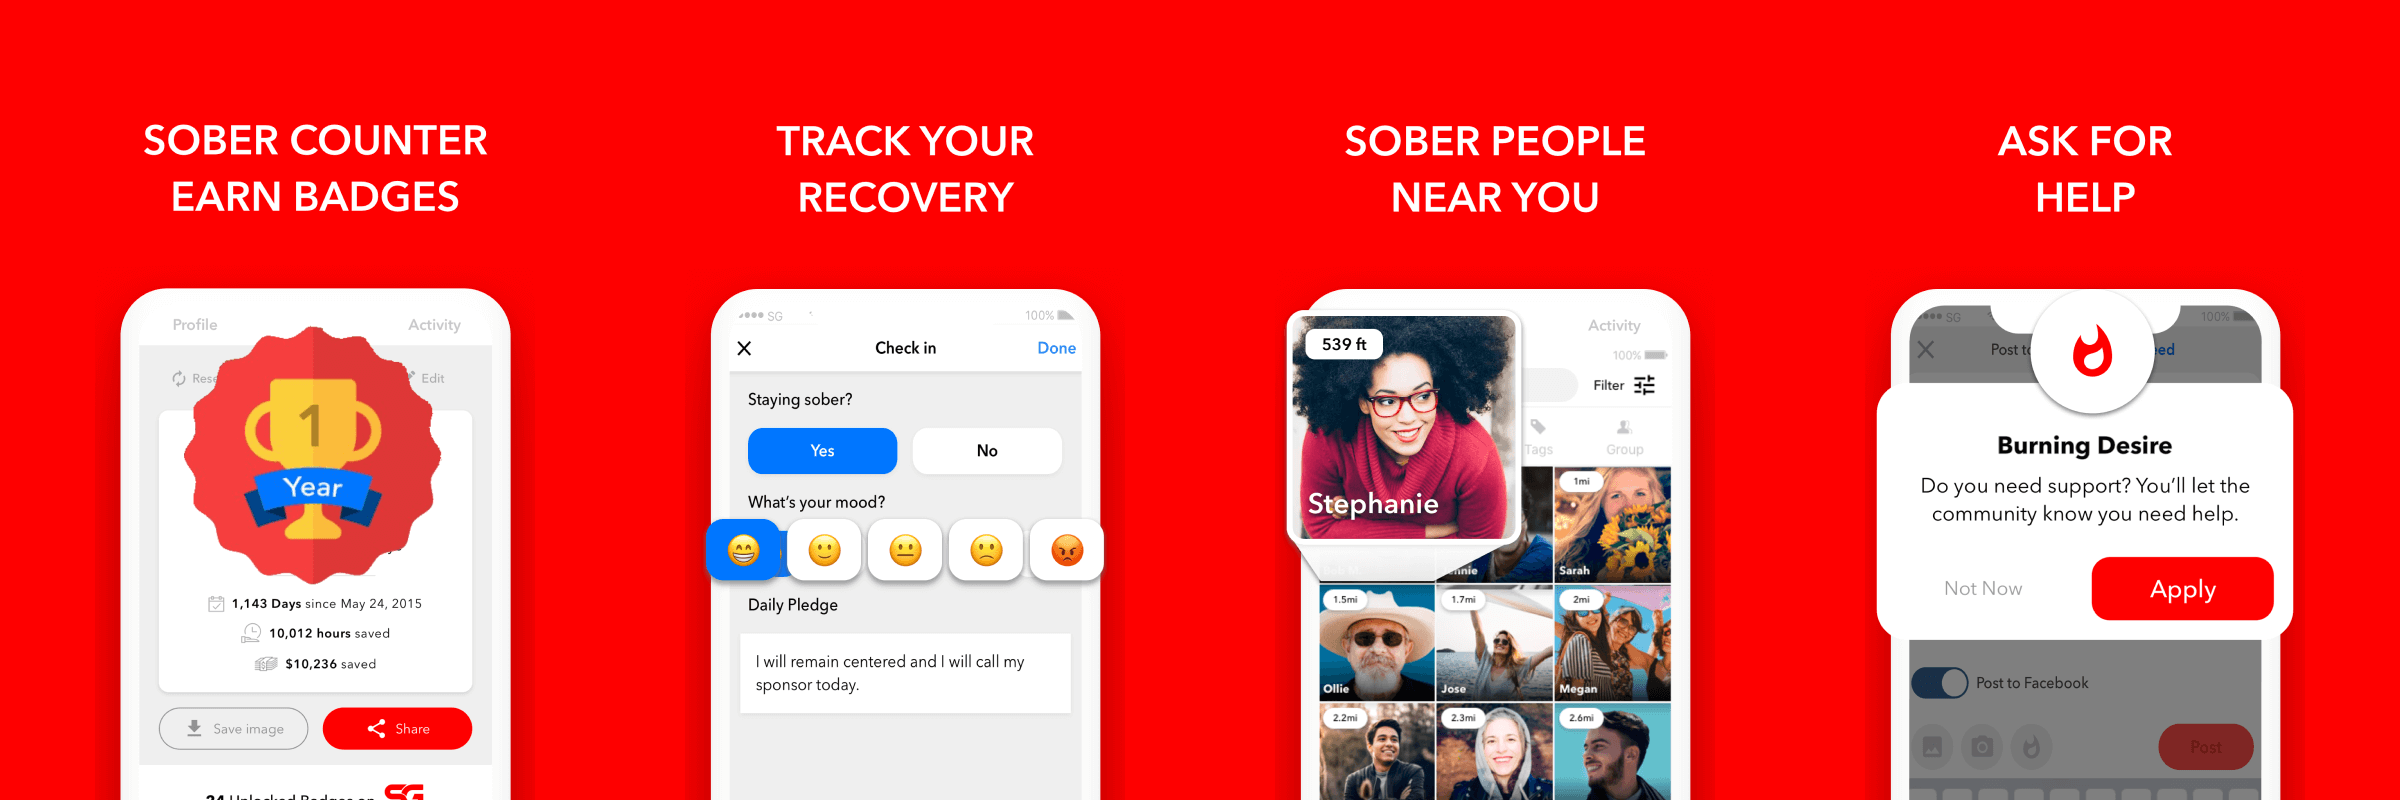 SOBER COUNTER
EARN BADGES
Profile
Activity
Edit
1
Year
1,143 Days since May 24, 2015
10,012 hours saved
$10,236 saved
Save image
Share
24 Unlocked Badges on SG
TRACK YOUR
RECOVERY
SG
100%
Check in
Done
Staying sober?
Yes
No
What's your mood?
Daily Pledge
I will remain centered and I will call my
sponsor today.
SOBER PEOPLE
NEAR YOU
Activity
100%
539 ft
Filter
Tags
Group
Stephanie
1mi
Sarah
1.5mi
1.7mi
2mi
Ollie
Jose
Megan
2.2mi
2.3mi
2.6mi
ASK FOR
HELP
SG
100%
Post
Burning Desire
Do you need support? You'll let the
community know you need help.
Not Now
Apply
Post to Facebook
Post